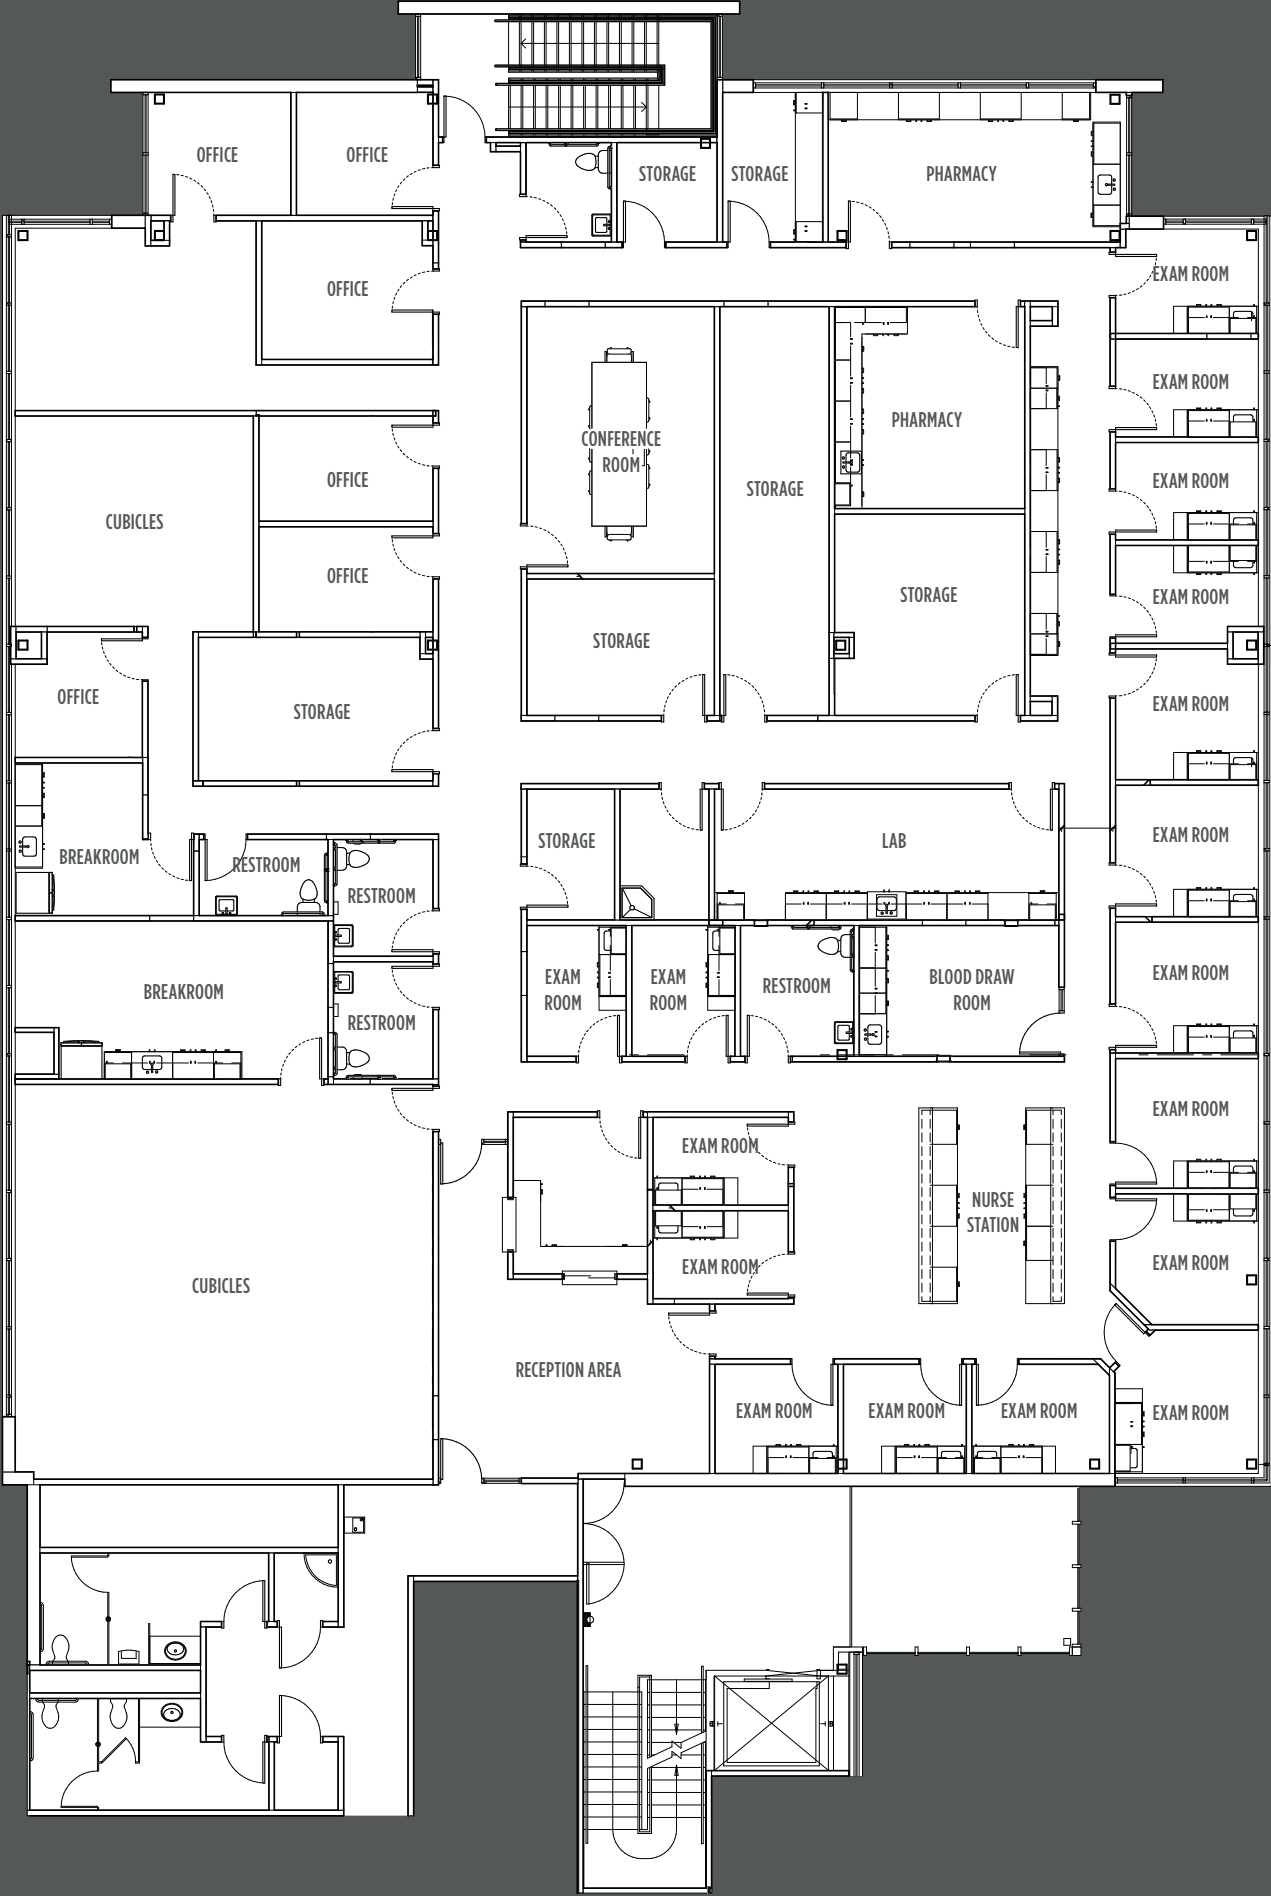 OFFICE
OFFICE
STORAGE
STORAGE
PHARMACY
EXAM ROOM
OFFICE
EXAM ROOM
PHARMACY
CONFERENCE
ROOM
OFFICE
STORAGE
EXAM ROOM
CUBICLES
OFFICE
STORAGE
EXAM ROOM
STORAGE
OFFICE
STORAGE
EXAM ROOM
EXAM ROOM
STORAGE
LAB
BREAKROOM
RESTROOM
RESTROOM
EXAM
ROOM
EXAM
ROOM
RESTROOM
BLOOD DRAW
ROOM
EXAM ROOM
BREAKROOM
RESTROOM
EXAM ROOM
EXAM ROOM
NURSE
STATION
EXAM ROOM
EXAM ROOM
CUBICLES
RECEPTION AREA
EXAM ROOM
EXAM ROOM
EXAM ROOM
EXAM ROOM